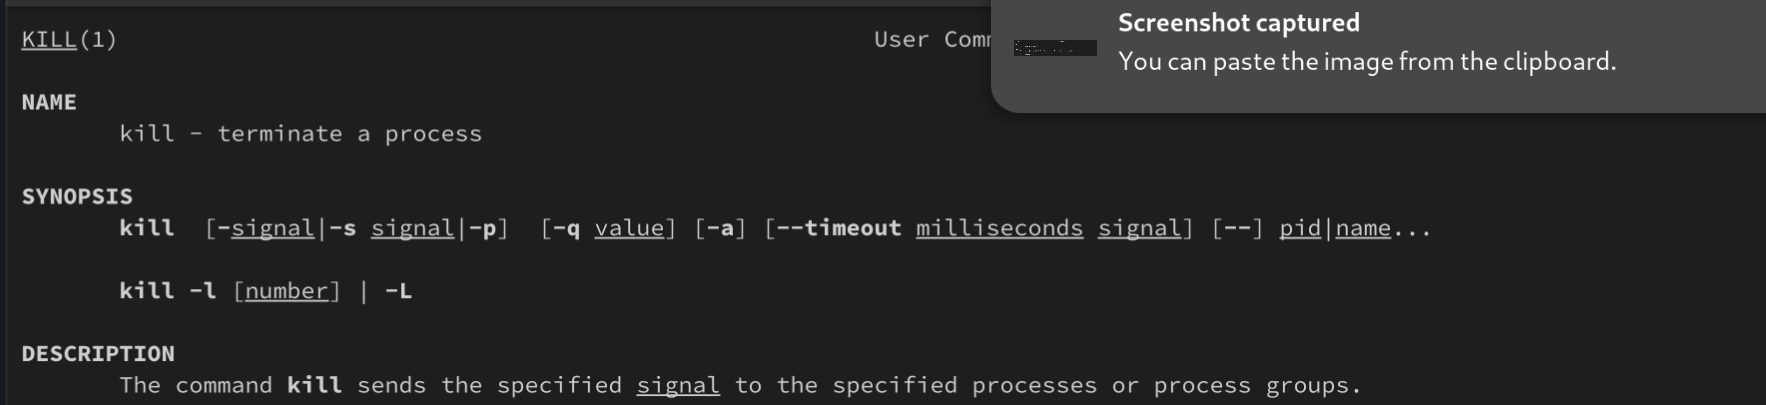 KILL(1) User Com
Screenshot captured
You can paste the image from the clipboard.
NAME
kill - terminate a process
SYNOPSIS
kill [-signal|-s signal|-p] [-q value] [-a] [--timeout milliseconds signal] [--] pid|name...
kill -l [number] | -L
DESCRIPTION
The command kill sends the specified signal to the specified processes or process groups.